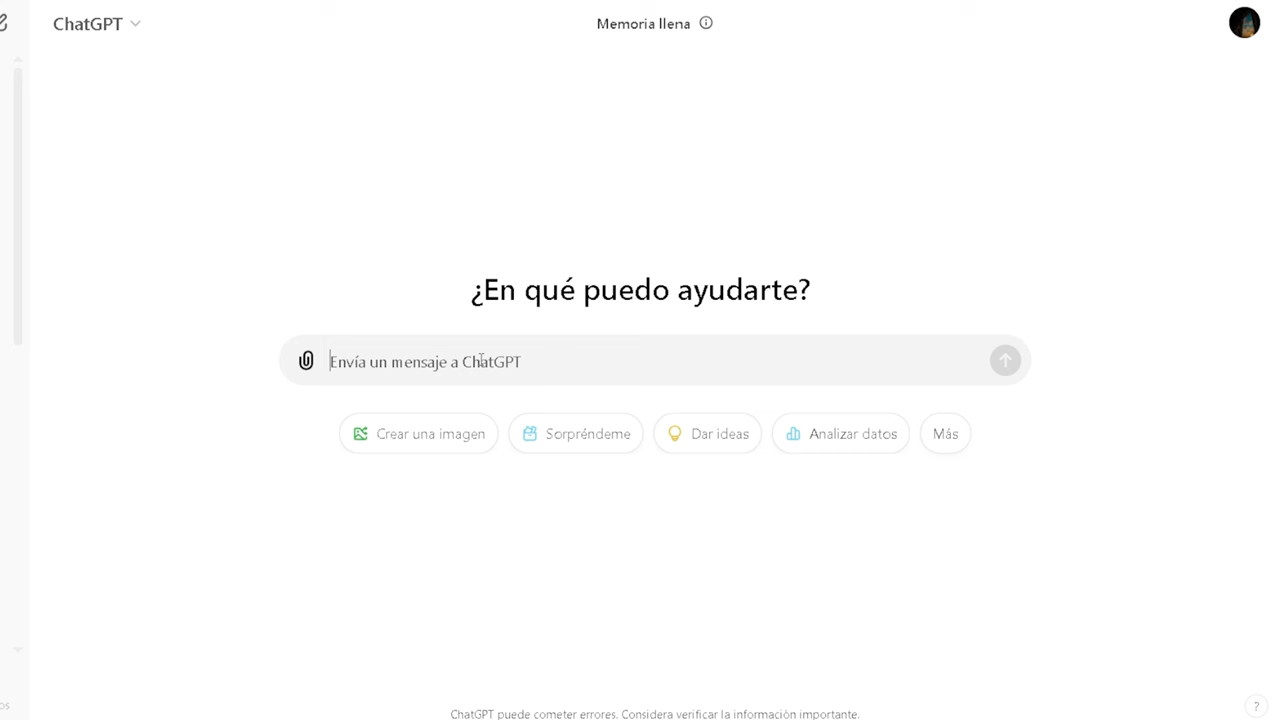 ChatGPT
Memoria llena
¿En qué puedo ayudarte?
Envía un mensaje a ChatGPT
Crear una imagen
Sorpréndeme
Dar ideas
Analizar datos
Más
os
ChatGPT puede cometer errores. Considera verificar la información importante.
?